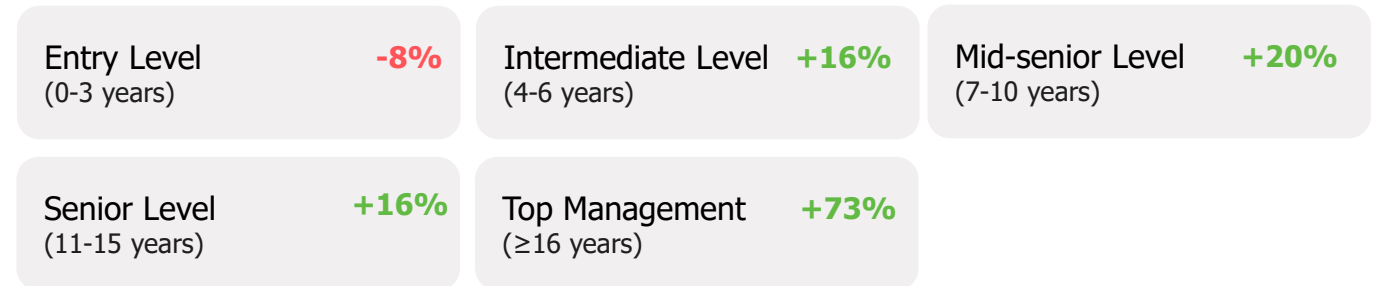 Entry Level -8%
(0-3 years)
Intermediate Level +16%
(4-6 years)
Mid-senior Level +20%
(7-10 years)
Senior Level +16%
(11-15 years)
Top Management +73%
(≥16 years)